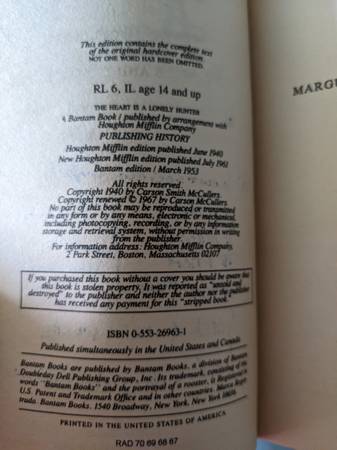 This edition contains the complete text
of the original hardcover edition.
NOT ONE WORD HAS BEEN OMITTED.
RL 6, IL age 14 and up
THE HEART IS A LONELY HUNTER
A Bantam Book / published by arrangement with
Houghton Mifflin Company
PUBLISHING HISTORY
Houghton Mifflin edition published June 1940
New Houghton Mifflin edition published July 1961
Bantam edition / March 1953
All rights reserved.
Copyright 1940 by Carson Smith McCullers.
Copyright renewed © 1967 by Carson McCullers.
No part of this book may be reproduced or transmitted
in any form or by any means, electronic or mechanical,
including photocopying, recording, or by any information
storage and retrieval system, without permission in writing
from the publisher.
For information address: Houghton Mifflin Company,
2 Park Street, Boston, Massachusetts 02107
If you purchased this book without a cover you should be aware that
this book is stolen property. It was reported as "unsold and
destroyed" to the publisher and neither the author nor the publisher
has received any payment for this "stripped book."
ISBN 0-553-26963-1
Published simultaneously in the United States and Canada
Bantam Books are published by Bantam Books, a division of Bantam
Doubleday Dell Publishing Group, Inc. Its trademark, consisting of the
words "Bantam Books" and the portrayal of a rooster, is Registered in
U.S. Patent and Trademark Office and in other countries. Marca Regis-
trada. Bantam Books, 1540 Broadway, New York, New York 10036.
PRINTED IN THE UNITED STATES OF AMERICA
RAD 70 69 68 67
MARGU